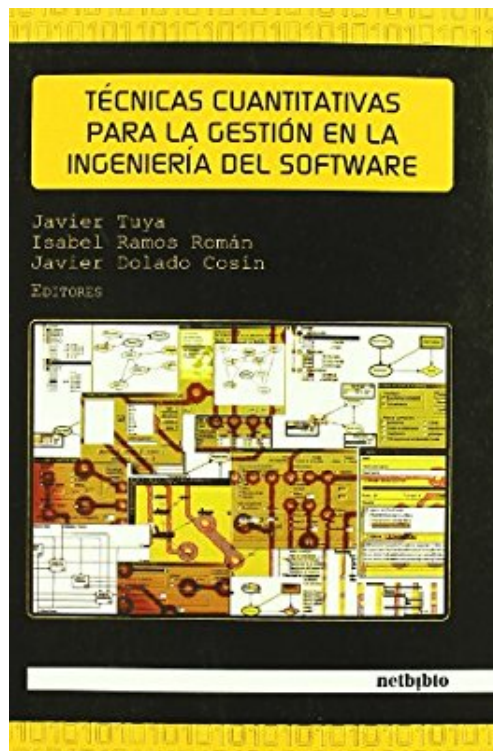 TÉCNICAS CUANTITATIVAS
PARA LA GESTIÓN EN LA
INGENIERÍA DEL SOFTWARE
Javier Tuya
Isabel Ramos Román
Javier Dolado Cosín
EDITORES
netbiblo